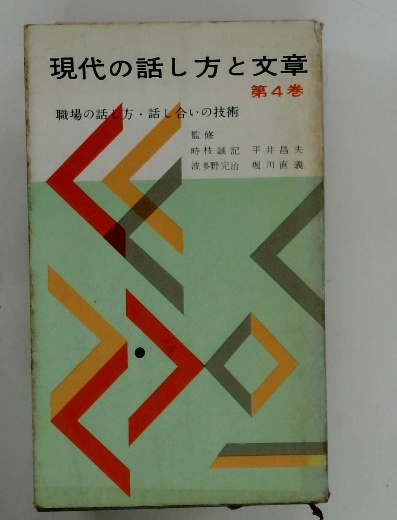 現代の話し方と文章
第4巻
職場の話し方・話し合いの技術
監修
時枝誠記 平井昌夫
波多野完治 堀川直義